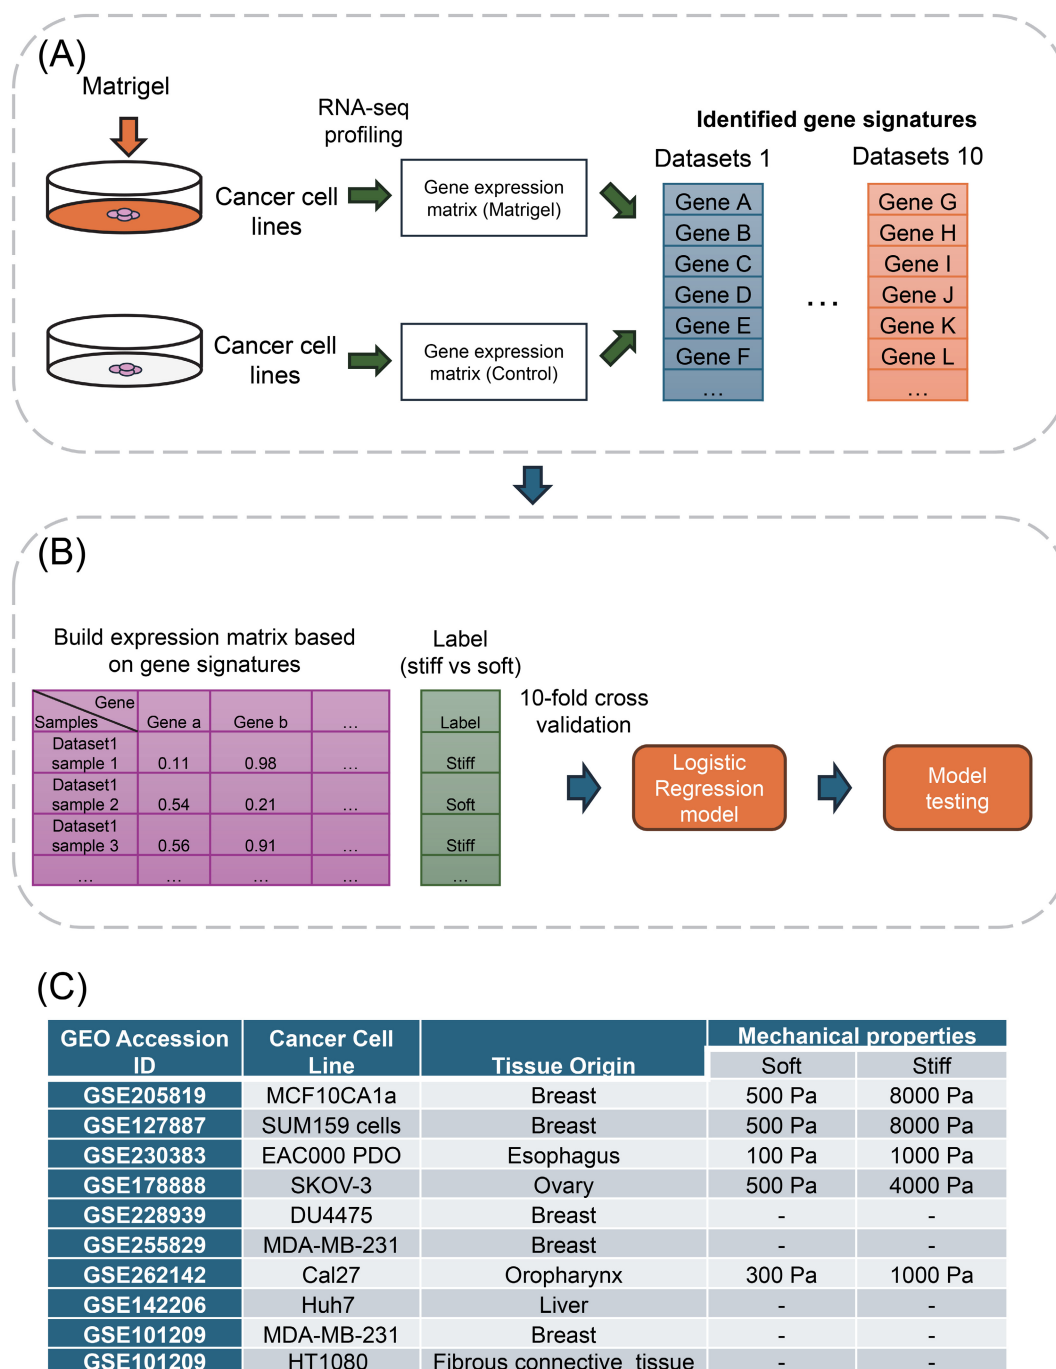 (A)
Matrigel
RNA-seq
profiling
Identified gene signatures
Datasets 1
Datasets 10
Cancer cell
lines
Gene expression
matrix (Matrigel)
Gene A
Gene B
Gene C
Gene D
Gene E
Gene F
...
...
Gene G
Gene H
Gene I
Gene J
Gene K
Gene L
...
Cancer cell
lines
Gene expression
matrix (Control)
(B)
Build expression matrix based
on gene signatures
Label
(stiff vs soft)
10-fold cross
validation
Gene
Samples Gene a Gene b ...
Dataset1
sample 1 0.11 0.98 ...
Dataset1
sample 2 0.54 0.21 ...
Dataset1
sample 3 0.56 0.91 ...
... ... ... ...
Label
Stiff
Soft
Stiff
...
Logistic
Regression
model
Model
testing
(C)
GEO Accession
ID
Cancer Cell
Line
Tissue Origin
Mechanical properties
Soft Stiff
GSE205819 MCF10CA1a Breast 500 Pa 8000 Pa
GSE127887 SUM159 cells Breast 500 Pa 8000 Pa
GSE230383 EAC000 PDO Esophagus 100 Pa 1000 Pa
GSE178888 SKOV-3 Ovary 500 Pa 4000 Pa
GSE228939 DU4475 Breast - -
GSE255829 MDA-MB-231 Breast - -
GSE262142 Cal27 Oropharynx 300 Pa 1000 Pa
GSE142206 Huh7 Liver - -
GSE101209 MDA-MB-231 Breast - -
GSE101209 HT1080 Fibrous connective tissue